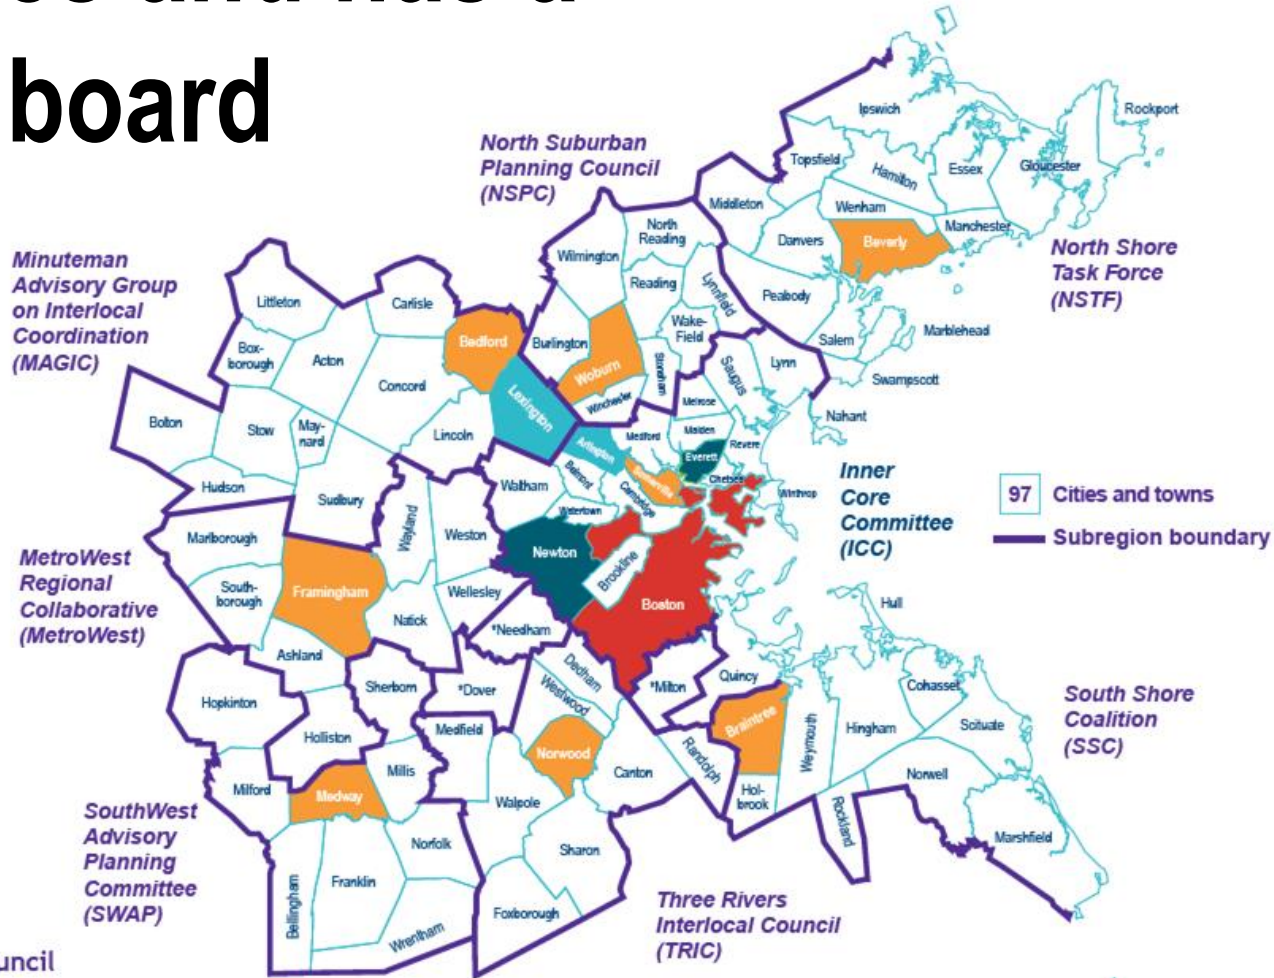 board
North Suburban
Planning Council
(NSPC)
Minuteman
Advisory Group
on Interlocal
Coordination
(MAGIC)
North Shore
Task Force
(NSTF)
Inner
Core
Committee
(ICC)
97 Cities and towns
Subregion boundary
MetroWest
Regional
Collaborative
(MetroWest)
South Shore
Coalition
(SSC)
SouthWest
Advisory
Planning
Committee
(SWAP)
Three Rivers
Interlocal Council
(TRIC)
Ipswich
Rockport
Topsfield
Hamilton
Essex
Gloucester
Middleton
Wenham
Manchester
Danvers
Beverly
Peabody
Salem
Marblehead
Swampscott
Nahant
Lynn
Saugus
North
Reading
Wilmington
Reading
Lynnfield
Wake-
Field
Burlington
Woburn
Stoneham
Winchester
Littleton
Carlisle
Bedford
Box-
borough
Acton
Concord
Lexington
Bolton
Stow
May-
nard
Lincoln
Hudson
Sudbury
Melrose
Malden
Medford
Revere
Everett
Chelsea
Winthrop
Arlington
Somerville
Belmont
Cambridge
Waltham
Watertown
Newton
Brookline
Boston
Marlborough
Wayland
Weston
South-
borough
Framingham
Wellesley
Natick
Ashland
*Needham
Hopkinton
Sherborn
*Dover
Dedham
Westwood
*Milton
Quincy
Hull
Cohasset
Holliston
Medfield
Norwood
Canton
Randolph
Braintree
Weymouth
Hingham
Scituate
Milford
Medway
Millis
Walpole
Hol-
brook
Norwell
Rockland
Marshfield
Norfolk
Sharon
Franklin
Bellingham
Wrentham
Foxborough
uncil